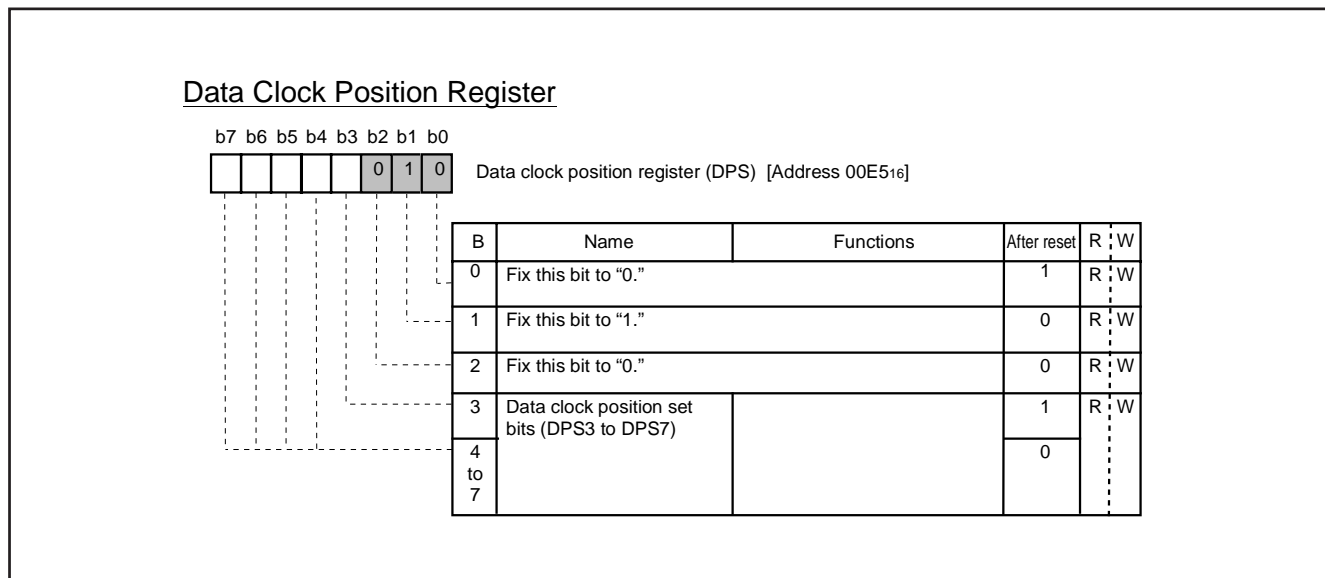 Data Clock Position Register
b7 b6 b5 b4 b3 b2 b1 b0
0 1 0
Data clock position register (DPS) [Address 00E516]
B Name Functions After reset R W
0 Fix this bit to “0.” 1 R W
1 Fix this bit to “1.” 0 R W
2 Fix this bit to “0.” 0 R W
3 Data clock position set 1 R W
bits (DPS3 to DPS7)
4 0
to
7